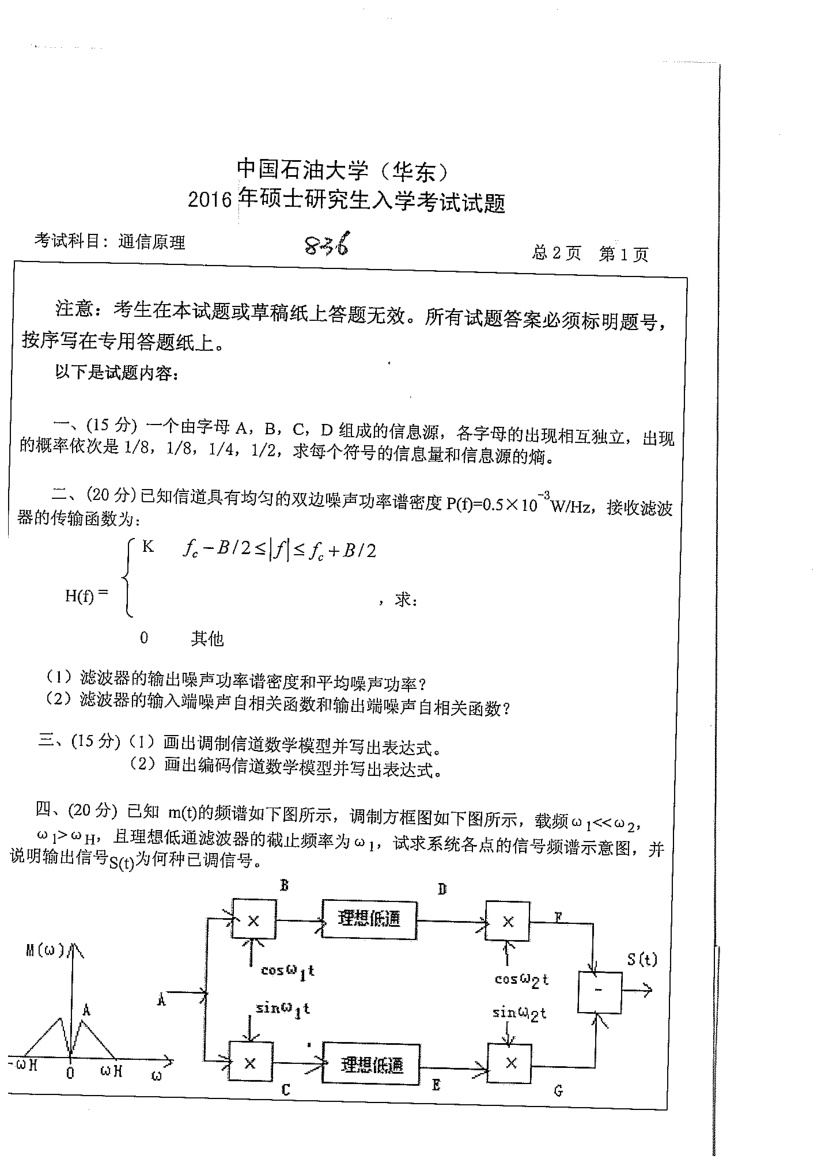 中国石油大学（华东）
2016年硕士研究生入学考试试题
考试科目：通信原理 836 总2页 第1页
注意：考生在本试题或草稿纸上答题无效。所有试题答案必须标明题号，
按序写在专用答题纸上。
以下是试题内容：
一、(15分) 一个由字母A，B，C，D组成的信息源，各字母的出现相互独立，出现
的概率依次是1/8，1/8，1/4，1/2，求每个符号的信息量和信息源的熵。
二、(20分)已知信道具有均匀的双边噪声功率谱密度P(f)=0.5×10⁻³W/Hz，接收滤波
器的传输函数为：
K f_c-B/2≤|f|≤f_c+B/2
H(f)= { ，求：
0 其他
（1）滤波器的输出噪声功率谱密度和平均噪声功率？
（2）滤波器的输入端噪声自相关函数和输出端噪声自相关函数？
三、(15分)（1）画出调制信道数学模型并写出表达式。
（2）画出编码信道数学模型并写出表达式。
四、(20分) 已知 m(t)的频谱如下图所示，调制方框图如下图所示，载频ω1<<ω2，
ω1>ωH，且理想低通滤波器的截止频率为ω1，试求系统各点的信号频谱示意图，并
说明输出信号S(t)为何种已调信号。
B D
× 理想低通 × F
M(ω) S(t)
cosω1t cosω2t
A A -
sinω1t sinω2t
-ωH 0 ωH ω
× 理想低通 ×
C E G